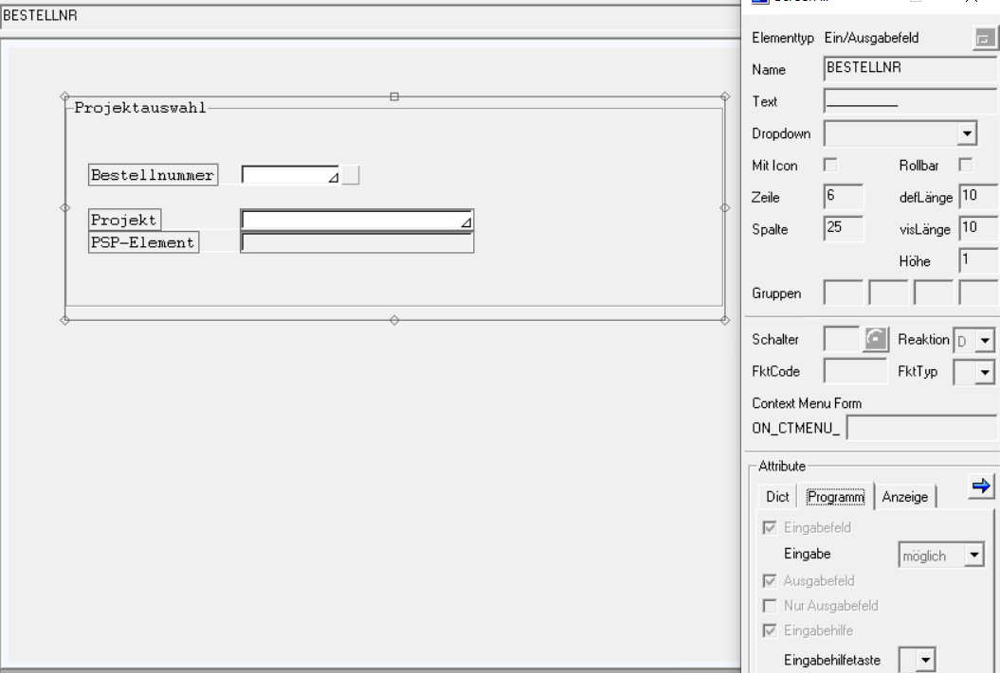 BESTELLNR
Projektauswahl
Bestellnummer
Projekt
PSP-Element
Elementtyp Ein/Ausgabefeld
Name BESTELLNR
Text __________
Dropdown
Mit Icon Rollbar
Zeile 6 defLänge 10
Spalte 25 visLänge 10
Höhe 1
Gruppen
Schalter Reaktion D
FktCode FktTyp
Context Menu Form
ON_CTMENU_
Attribute
Dict Programm Anzeige
Eingabefeld
Eingabe möglich
Ausgabefeld
Nur Ausgabefeld
Eingabehilfe
Eingabehilfetaste